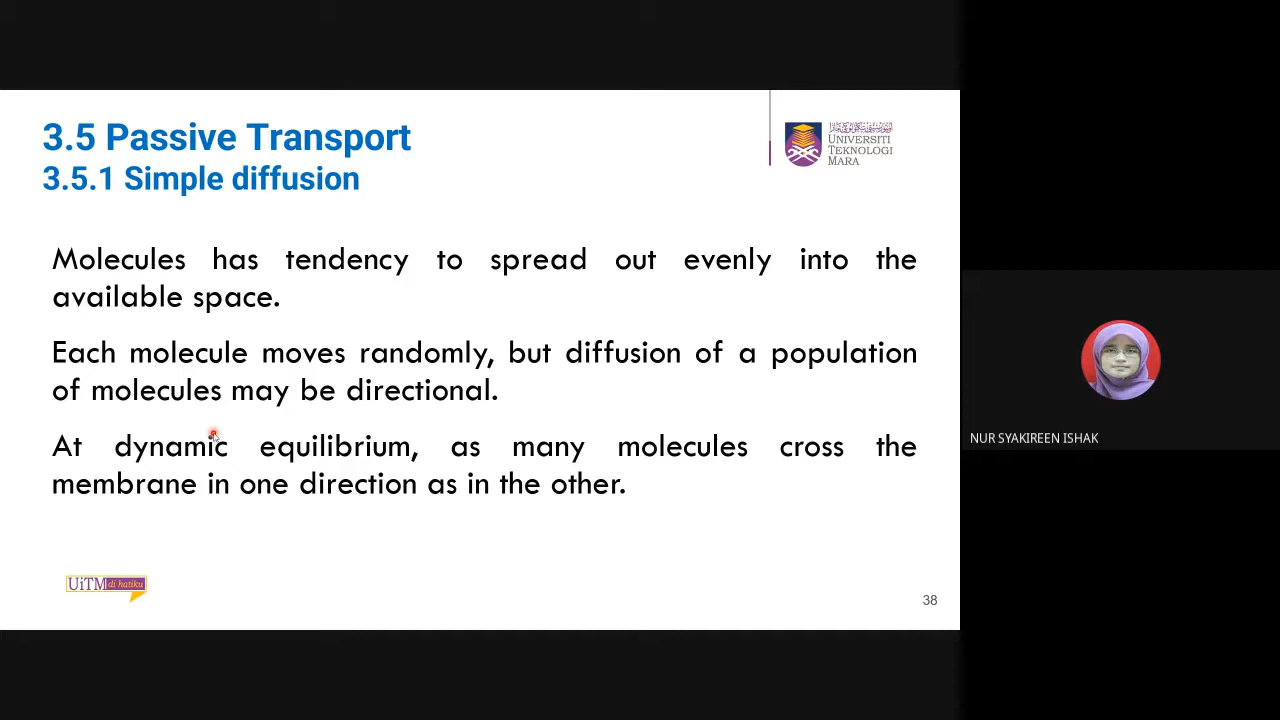 3.5 Passive Transport
3.5.1 Simple diffusion
UNIVERSITI
TEKNOLOGI
MARA
Molecules has tendency to spread out evenly into the
available space.
Each molecule moves randomly, but diffusion of a population
of molecules may be directional.
At dynamic equilibrium, as many molecules cross the
membrane in one direction as in the other.
UiTM di hatiku
38
NUR SYAKIREEN ISHAK